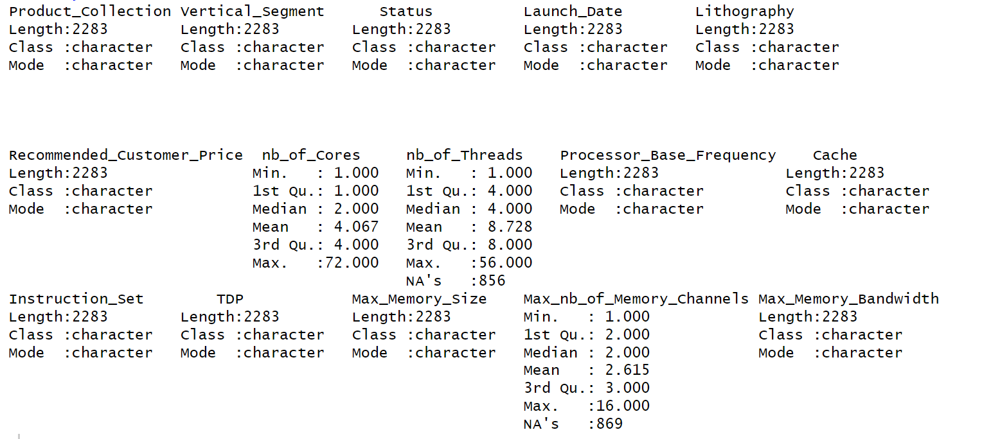 Product_Collection Vertical_Segment      Status          Launch_Date        Lithography
Length:2283        Length:2283        Length:2283        Length:2283        Length:2283
Class :character   Class :character   Class :character   Class :character   Class :character
Mode  :character   Mode  :character   Mode  :character   Mode  :character   Mode  :character
Recommended_Customer_Price  nb_of_Cores     nb_of_Threads    Processor_Base_Frequency    Cache
Length:2283                Min.   : 1.000   Min.   : 1.000   Length:2283              Length:2283
Class :character           1st Qu.: 1.000   1st Qu.: 4.000   Class :character         Class :character
Mode  :character           Median : 2.000   Median : 4.000   Mode  :character         Mode  :character
                           Mean   : 4.067   Mean   : 8.728
                           3rd Qu.: 4.000   3rd Qu.: 8.000
                           Max.   :72.000   Max.   :56.000
                                            NA's   :856
Instruction_Set        TDP            Max_Memory_Size    Max_nb_of_Memory_Channels Max_Memory_Bandwidth
Length:2283        Length:2283        Length:2283        Min.   : 1.000            Length:2283
Class :character   Class :character   Class :character   1st Qu.: 2.000            Class :character
Mode  :character   Mode  :character   Mode  :character   Median : 2.000            Mode  :character
                                                         Mean   : 2.615
                                                         3rd Qu.: 3.000
                                                         Max.   :16.000
                                                         NA's   :869